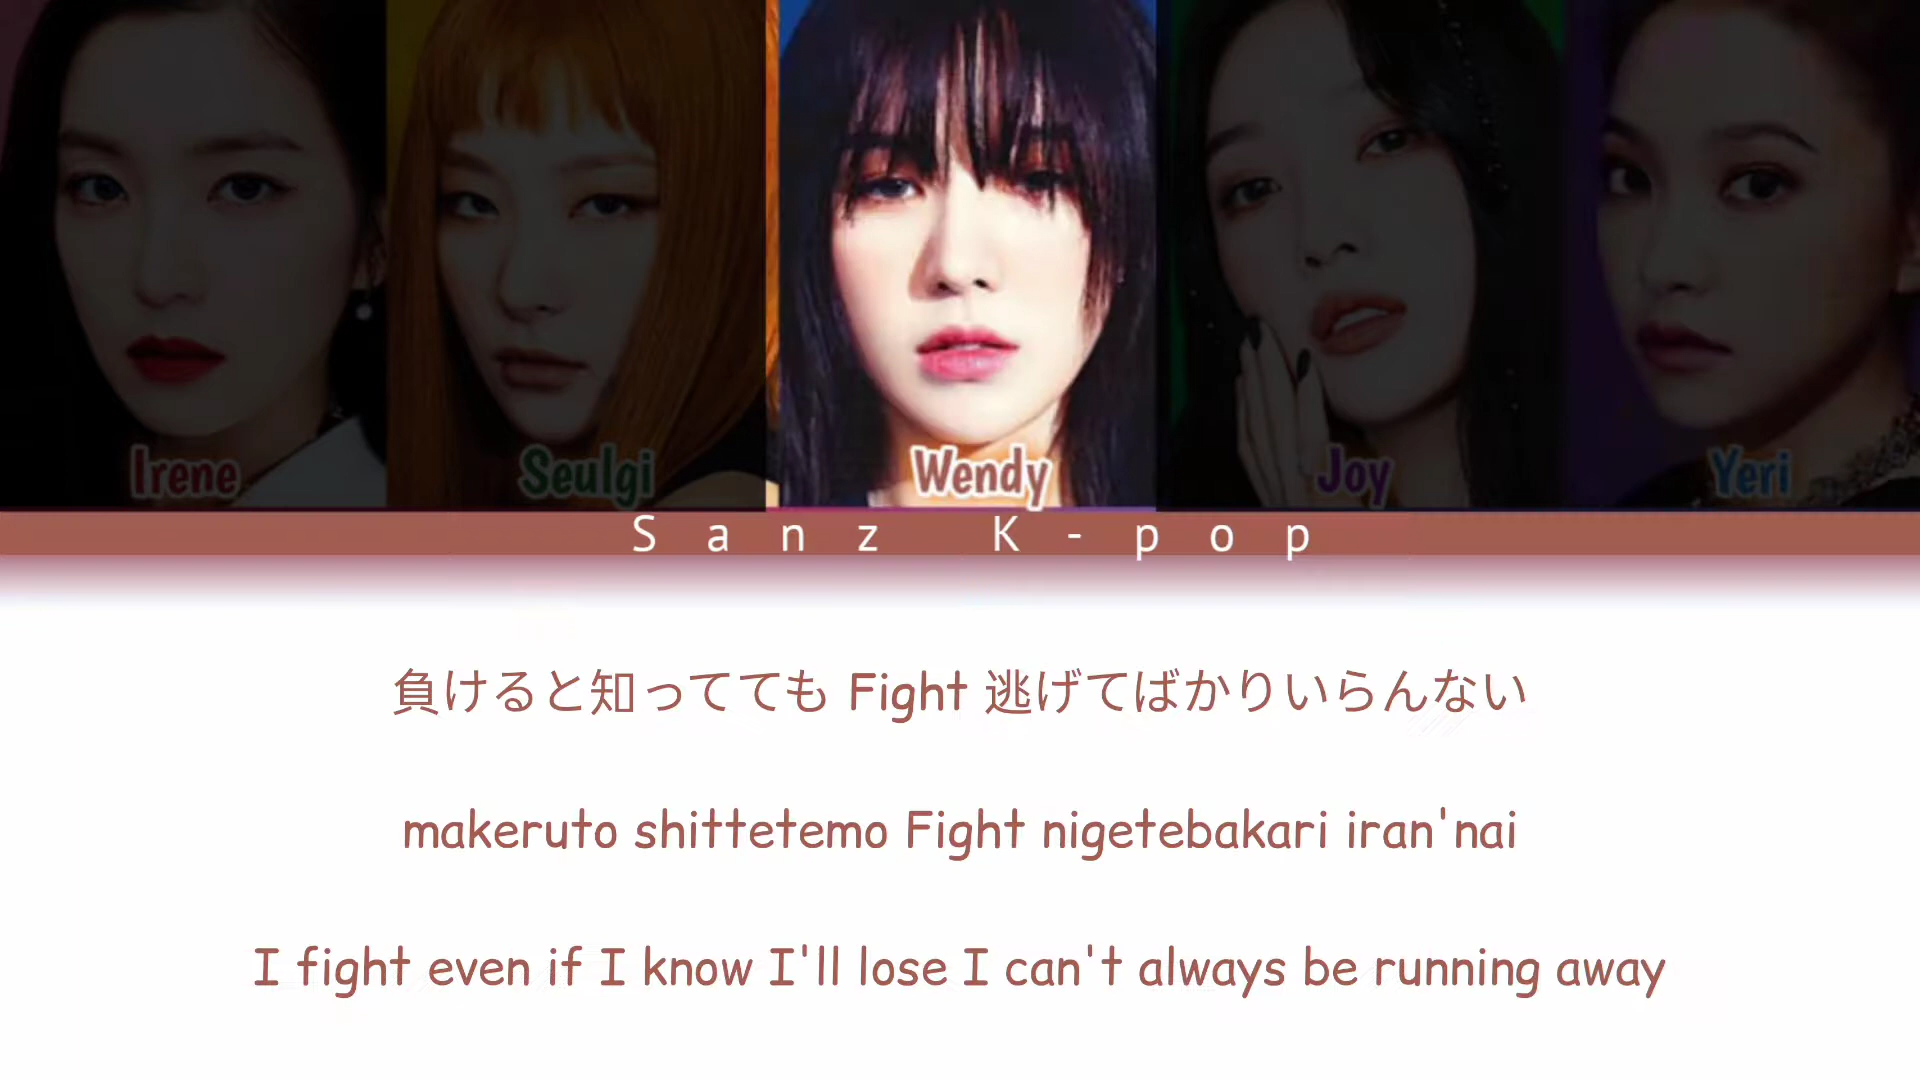 Irene Seulgi Wendy Joy Yeri
Sanz K-pop
負けると知ってても Fight 逃げてばかりいらんない
makeruto shittetemo Fight nigetebakari iran'nai
I fight even if I know I'll lose I can't always be running away